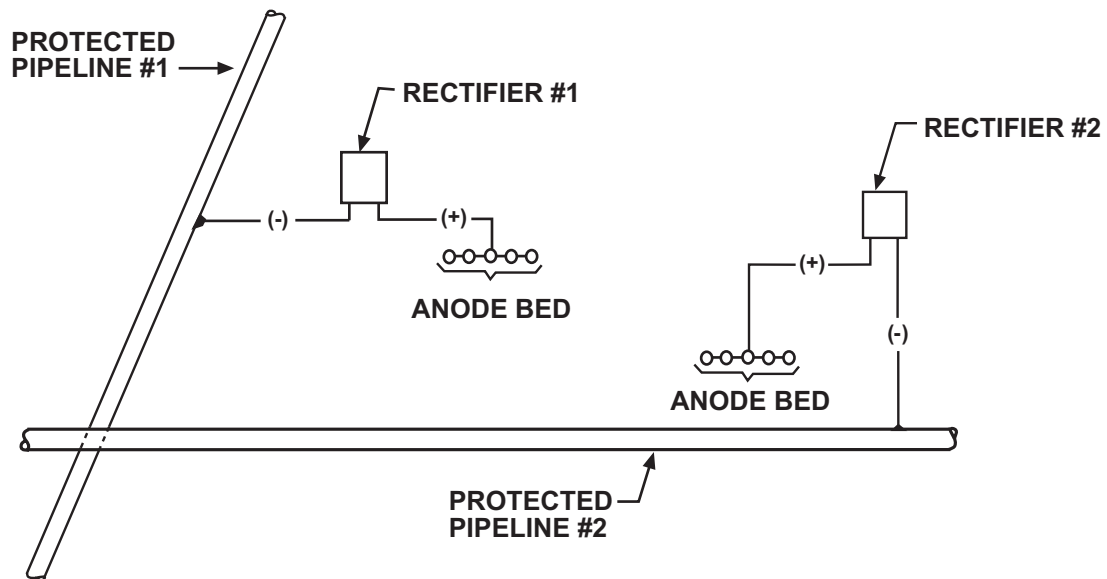 PROTECTED
PIPELINE #1
RECTIFIER #1
RECTIFIER #2
(-)
(+)
(+)
ANODE BED
(-)
ANODE BED
PROTECTED
PIPELINE #2